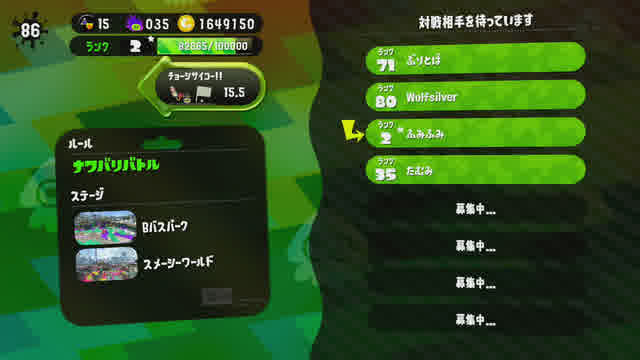 86
15
035
1649150
ランク 2 82865/100000
チョーシサイコー!!
15.5
ルール
ナワバリバトル
ステージ
Bバスパーク
スメーシーワールド
対戦相手を待っています
ランク 71 ぷりとば
ランク 80 Wolfsilver
ランク 2 ふみふみ
ランク 35 たむみ
募集中...
募集中...
募集中...
募集中...